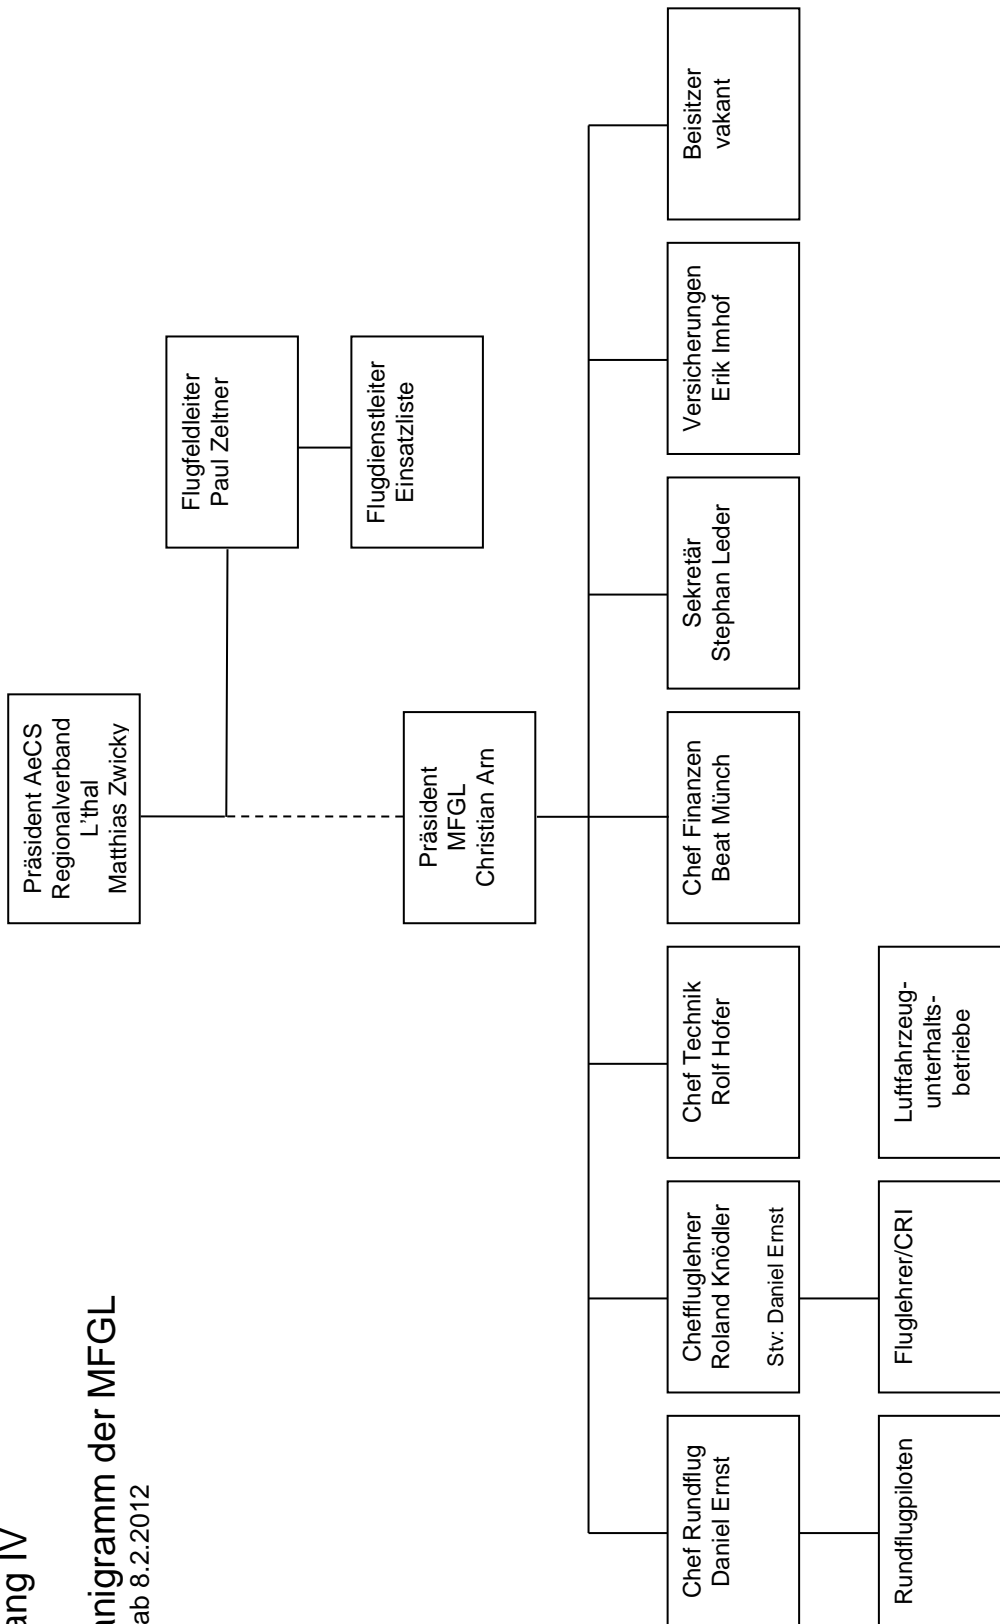 ang IV
anigramm der MFGL
ab 8.2.2012
Präsident AeCS
Regionalverband
L'thal
Matthias Zwicky
Flugfeldleiter
Paul Zeltner
Flugdienstleiter
Einsatzliste
Präsident
MFGL
Christian Arn
Chef Rundflug
Daniel Ernst
Cheffluglehrer
Roland Knödler
Stv: Daniel Ernst
Chef Technik
Rolf Hofer
Chef Finanzen
Beat Münch
Sekretär
Stephan Leder
Versicherungen
Erik Imhof
Beisitzer
vakant
Rundflugpiloten
Fluglehrer/CRI
Luftfahrzeug-
unterhalts-
betriebe